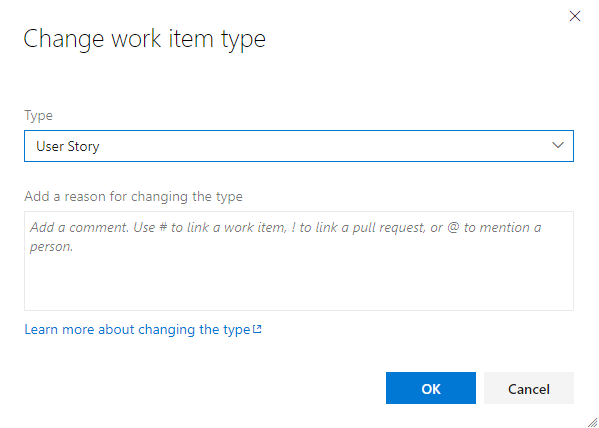 Change work item type
Type
User Story
Add a reason for changing the type
Add a comment. Use # to link a work item, ! to link a pull request, or @ to mention a
person.
Learn more about changing the type
OK
Cancel